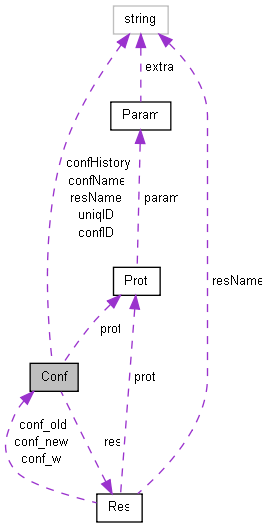 string
extra
Param
confHistory
confName
resName
uniqID
confID
param
Prot
resName
prot
Conf
prot
conf_old
conf_new
conf_w
res
Res